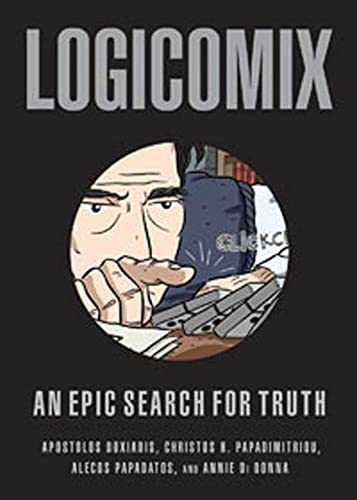 LOGICOMIX
CLICK
AN EPIC SEARCH FOR TRUTH
APOSTOLOS DOXIADIS, CHRISTOS H. PAPADIMITRIOU,
ALECOS PAPADATOS, AND ANNIE DI DONNA